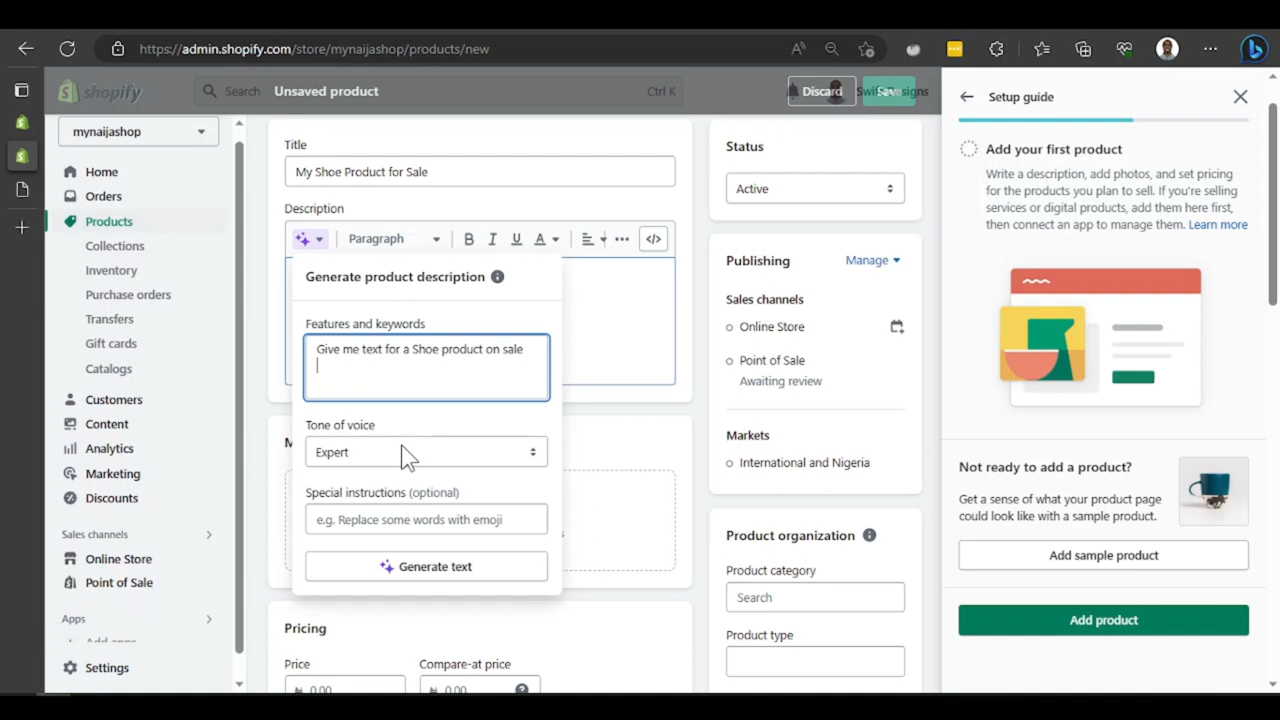 https://admin.shopify.com/store/mynaijashop/products/new
shopify
Search
Unsaved product
Ctrl K
Discard
mynaijashop
Home
Orders
Products
Collections
Inventory
Purchase orders
Transfers
Gift cards
Catalogs
Customers
Content
Analytics
Marketing
Discounts
Sales channels
Online Store
Point of Sale
Apps
Add apps
Settings
Title
My Shoe Product for Sale
Description
Paragraph
B I U A
Generate product description
Features and keywords
Give me text for a Shoe product on sale
Tone of voice
Expert
Special instructions (optional)
e.g. Replace some words with emoji
Generate text
Pricing
Price
Compare-at price
₦ 0.00
₦ 0.00
Status
Active
Publishing
Manage
Sales channels
Online Store
Point of Sale
Awaiting review
Markets
International and Nigeria
Product organization
Product category
Search
Product type
Setup guide
Add your first product
Write a description, add photos, and set pricing
for the products you plan to sell. If you're selling
services or digital products, add them here first,
then connect an app to manage them. Learn more
Not ready to add a product?
Get a sense of what your product page
could look like with a sample product.
Add sample product
Add product